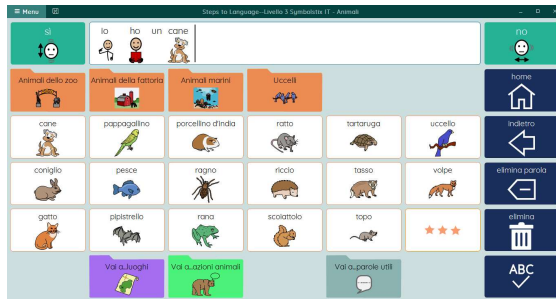 Menu
Steps to Language--Livello 3 Symbolstix IT - Animali
sì
Io ho un cane
no
Animali dello zoo
Animali della fattoria
Animali marini
Uccelli
home
cane
pappagallino
porcellino d'India
ratto
tartaruga
uccello
Indietro
coniglio
pesce
ragno
riccio
tasso
volpe
elimina parola
gatto
pipistrello
rana
scoiattolo
topo
elimina
Vai a..luoghi
Vai a..azioni animali
Vai a..parole utili
ABC